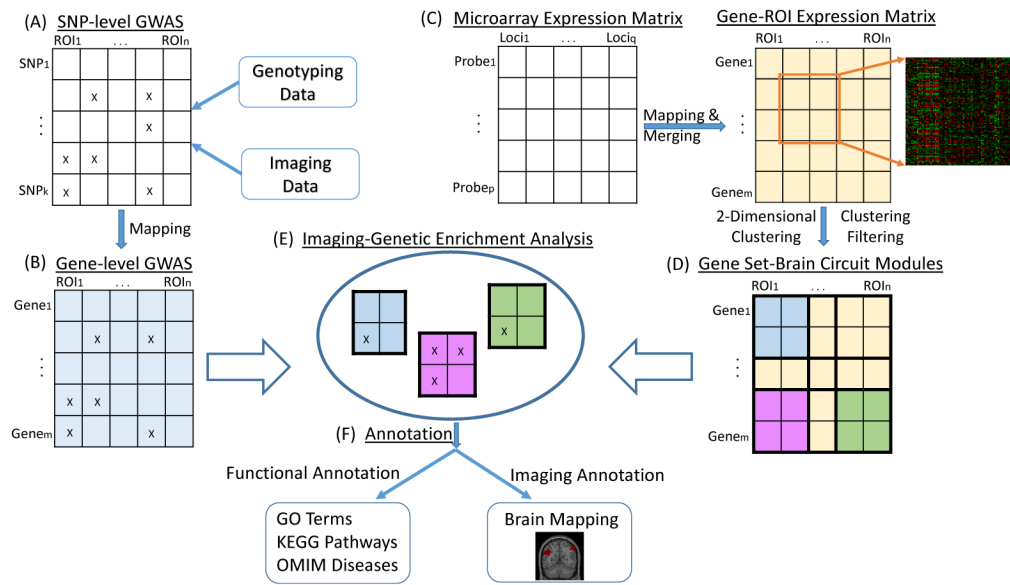 (A) SNP-level GWAS
ROI1 ... ROIn
SNP1
x x
⋮ x
x x
SNPk x x
Genotyping
Data
Imaging
Data
Mapping
(B) Gene-level GWAS
ROI1 ... ROIn
Gene1
x x
⋮
x x
Genem x x
(C) Microarray Expression Matrix
Loci1 ... Lociq
Probe1
⋮
Probep
Mapping &
Merging
Gene-ROI Expression Matrix
ROI1 ... ROIn
Gene1
⋮
Genem
2-Dimensional
Clustering
Clustering
Filtering
(D) Gene Set-Brain Circuit Modules
ROI1 ... ROIn
Gene1
⋮
Genem
(E) Imaging-Genetic Enrichment Analysis
x
x x
x
x
(F) Annotation
Functional Annotation
Imaging Annotation
GO Terms
KEGG Pathways
OMIM Diseases
Brain Mapping